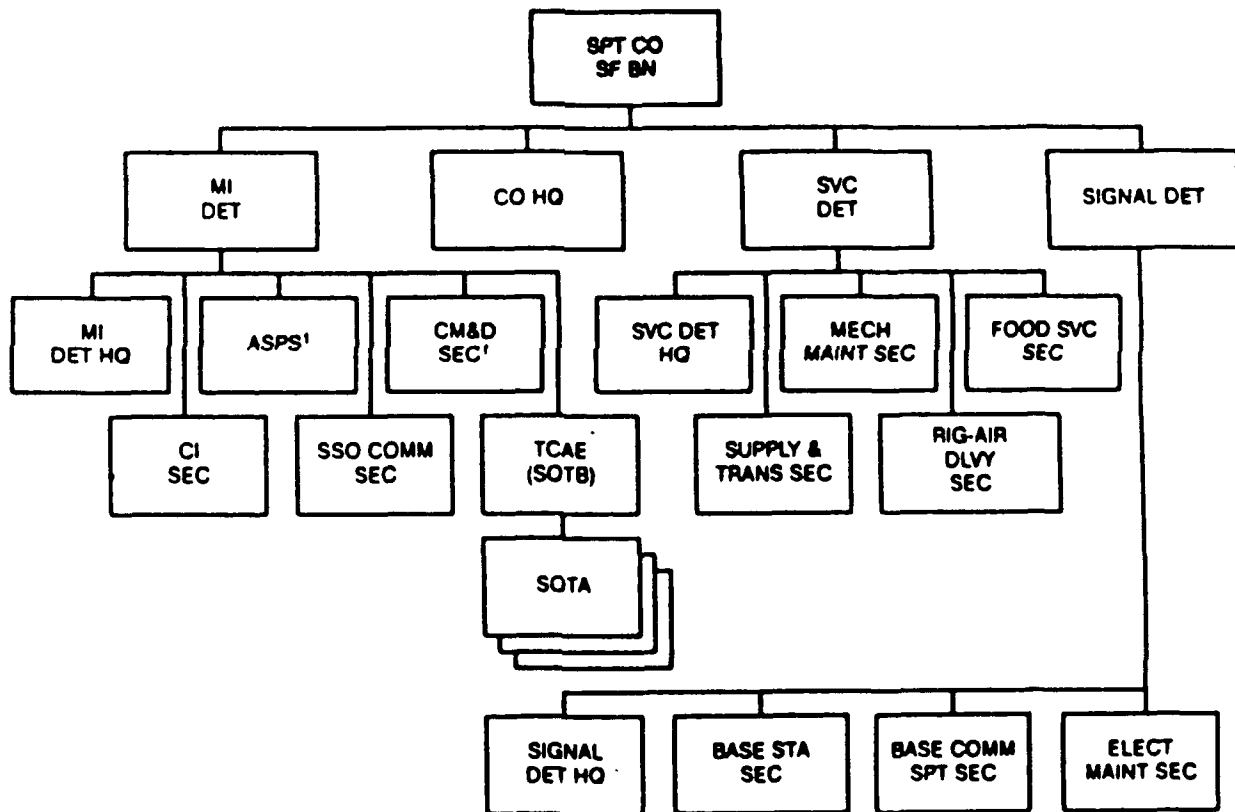 SPT CO
SF BN
MI
DET
CO HQ
SVC
DET
SIGNAL DET
MI
DET HQ
ASPS¹
CM&D
SEC¹
SVC DET
HQ
MECH
MAINT SEC
FOOD SVC
SEC
CI
SEC
SSO COMM
SEC
TCAE
(SOTB)
SUPPLY &
TRANS SEC
RIG-AIR
DLVY
SEC
SOTA
SIGNAL
DET HQ
BASE STA
SEC
BASE COMM
SPT SEC
ELECT
MAINT SEC